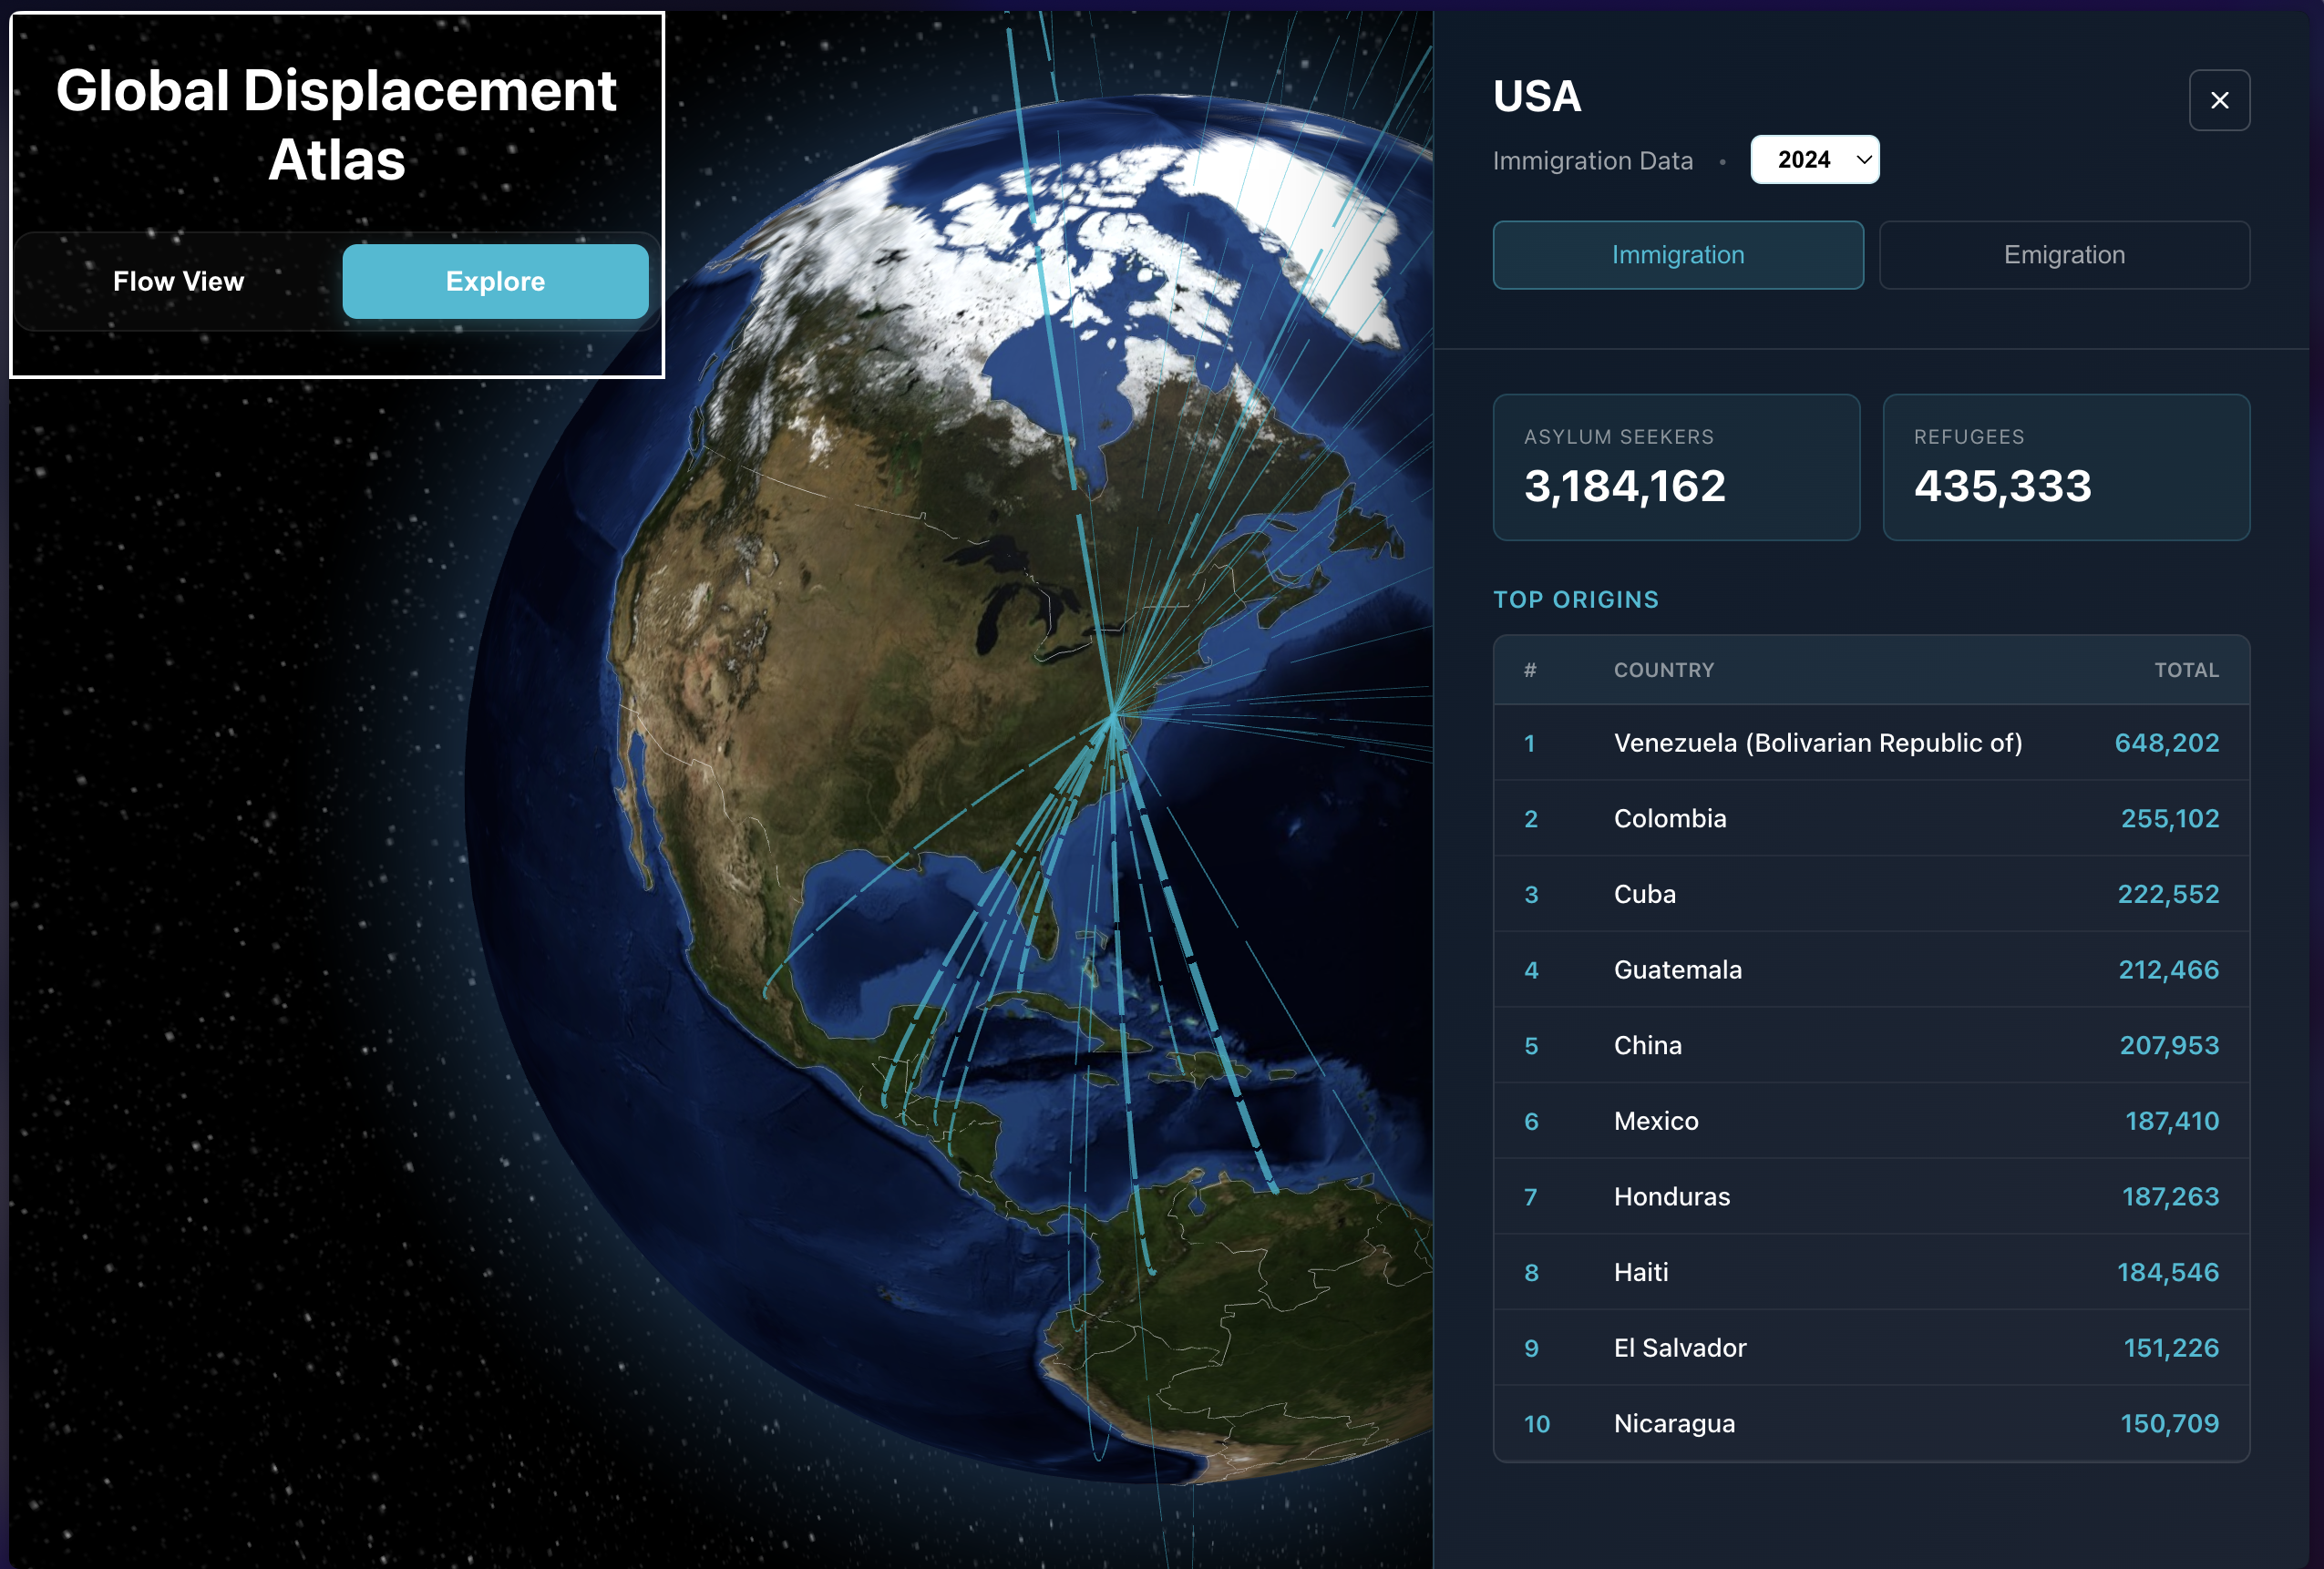 Global Displacement
Atlas
Flow View Explore
USA
Immigration Data • 2024
Immigration Emigration
ASYLUM SEEKERS REFUGEES
3,184,162 435,333
TOP ORIGINS
# COUNTRY TOTAL
1 Venezuela (Bolivarian Republic of) 648,202
2 Colombia 255,102
3 Cuba 222,552
4 Guatemala 212,466
5 China 207,953
6 Mexico 187,410
7 Honduras 187,263
8 Haiti 184,546
9 El Salvador 151,226
10 Nicaragua 150,709